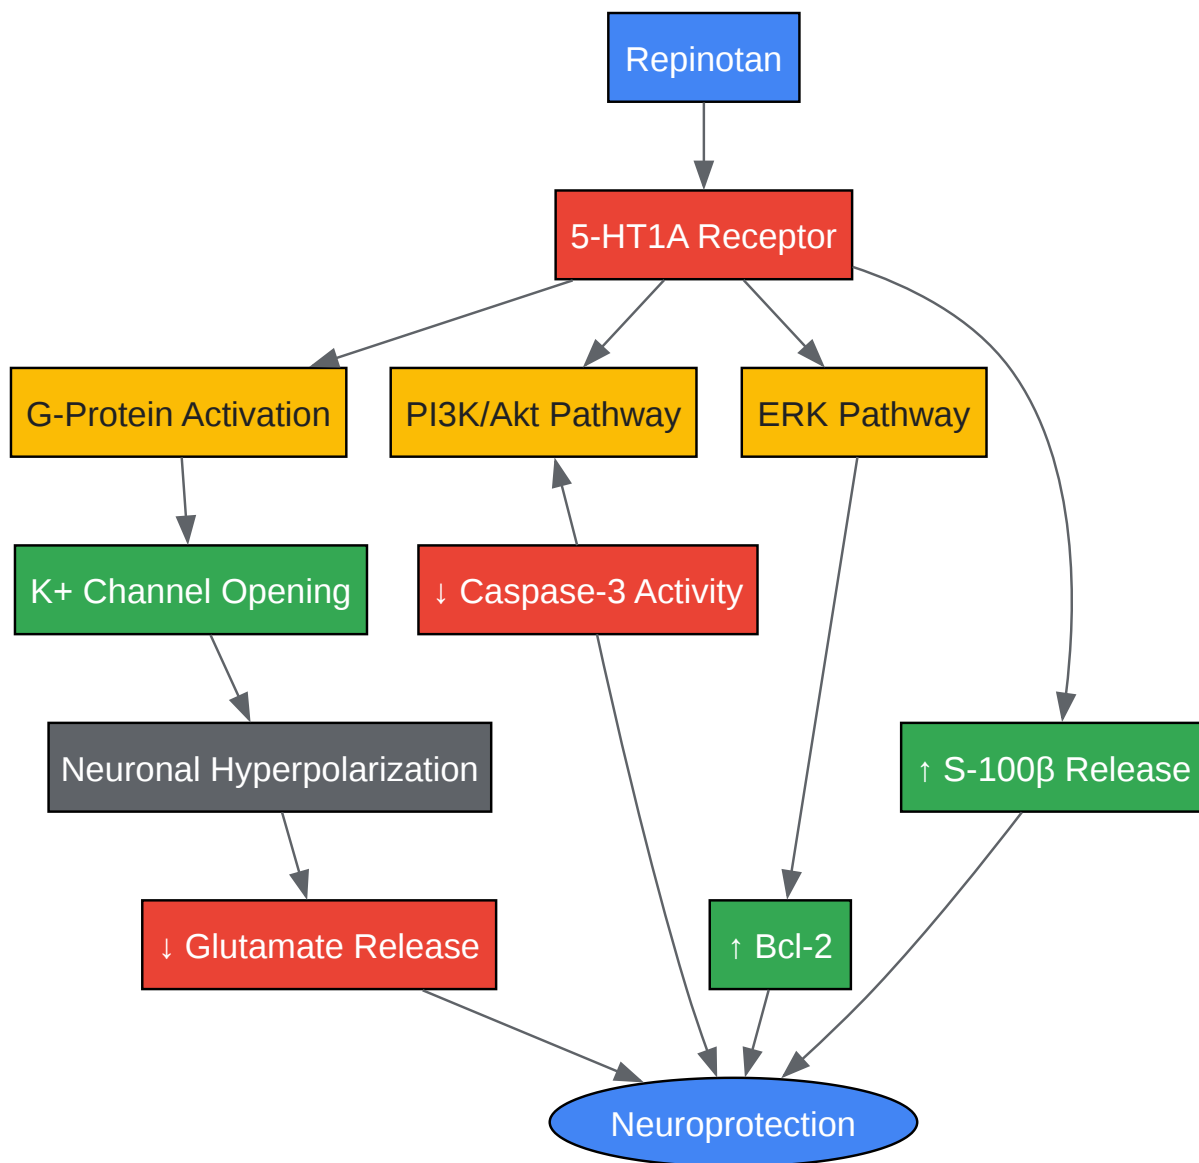 Repinotan
5-HT1A Receptor
G-Protein Activation
PI3K/Akt Pathway
ERK Pathway
K+ Channel Opening
↓ Caspase-3 Activity
Neuronal Hyperpolarization
↑ S-100β Release
↓ Glutamate Release
↑ Bcl-2
Neuroprotection